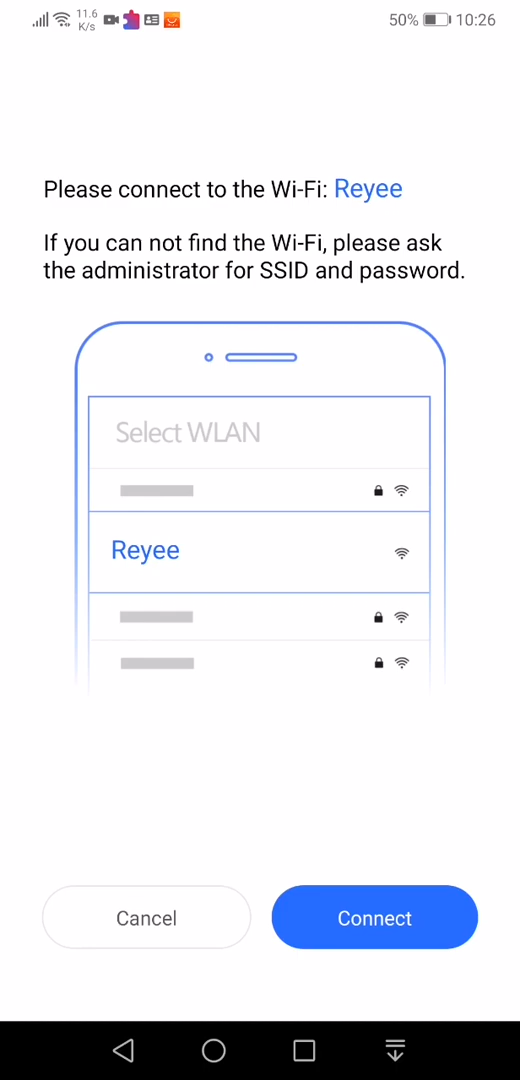 11.6
K/s
50%
10:26
Please connect to the Wi-Fi: Reyee
If you can not find the Wi-Fi, please ask
the administrator for SSID and password.
Select WLAN
Reyee
Cancel
Connect